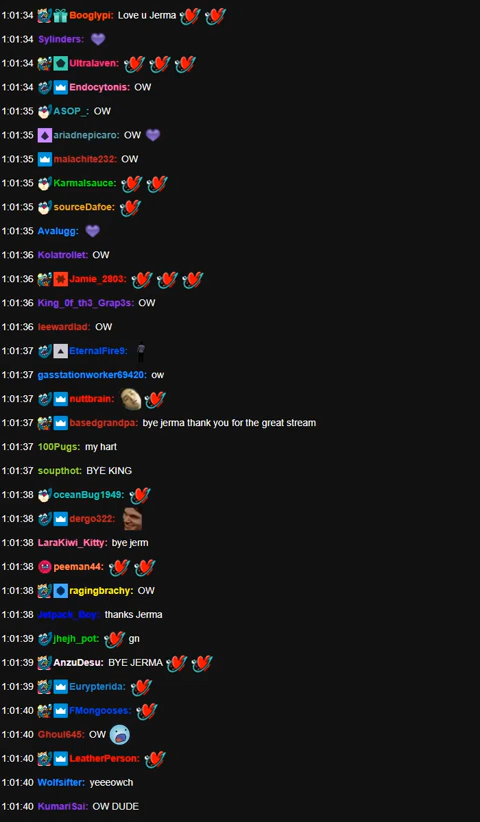 1:01:34 Booglypi: Love u Jerma
1:01:34 Sylinders:
1:01:34 Ultralaven:
1:01:34 Endocytonis: OW
1:01:35 ASOP_: OW
1:01:35 ariadnepicaro: OW
1:01:35 malachite232: OW
1:01:35 Karmalsauce:
1:01:35 sourceDafoe:
1:01:35 Avalugg:
1:01:36 Kolatrollet: OW
1:01:36 Jamie_2803:
1:01:36 King_0f_th3_Grap3s: OW
1:01:36 leewardlad: OW
1:01:37 EternalFire9:
1:01:37 gasstationworker69420: ow
1:01:37 nuttbrain:
1:01:37 basedgrandpa: bye jerma thank you for the great stream
1:01:37 100Pugs: my hart
1:01:37 soupthot: BYE KING
1:01:38 oceanBug1949:
1:01:38 dergo322:
1:01:38 LaraKiwi_Kitty: bye jerm
1:01:38 peeman44:
1:01:38 ragingbrachy: OW
1:01:38 Jetpack_Boy: thanks Jerma
1:01:39 jhejh_pot: gn
1:01:39 AnzuDesu: BYE JERMA
1:01:39 Eurypterida:
1:01:40 FMongooses:
1:01:40 Ghoul645: OW
1:01:40 LeatherPerson:
1:01:40 Wolfsifter: yeeeowch
1:01:40 KumariSai: OW DUDE